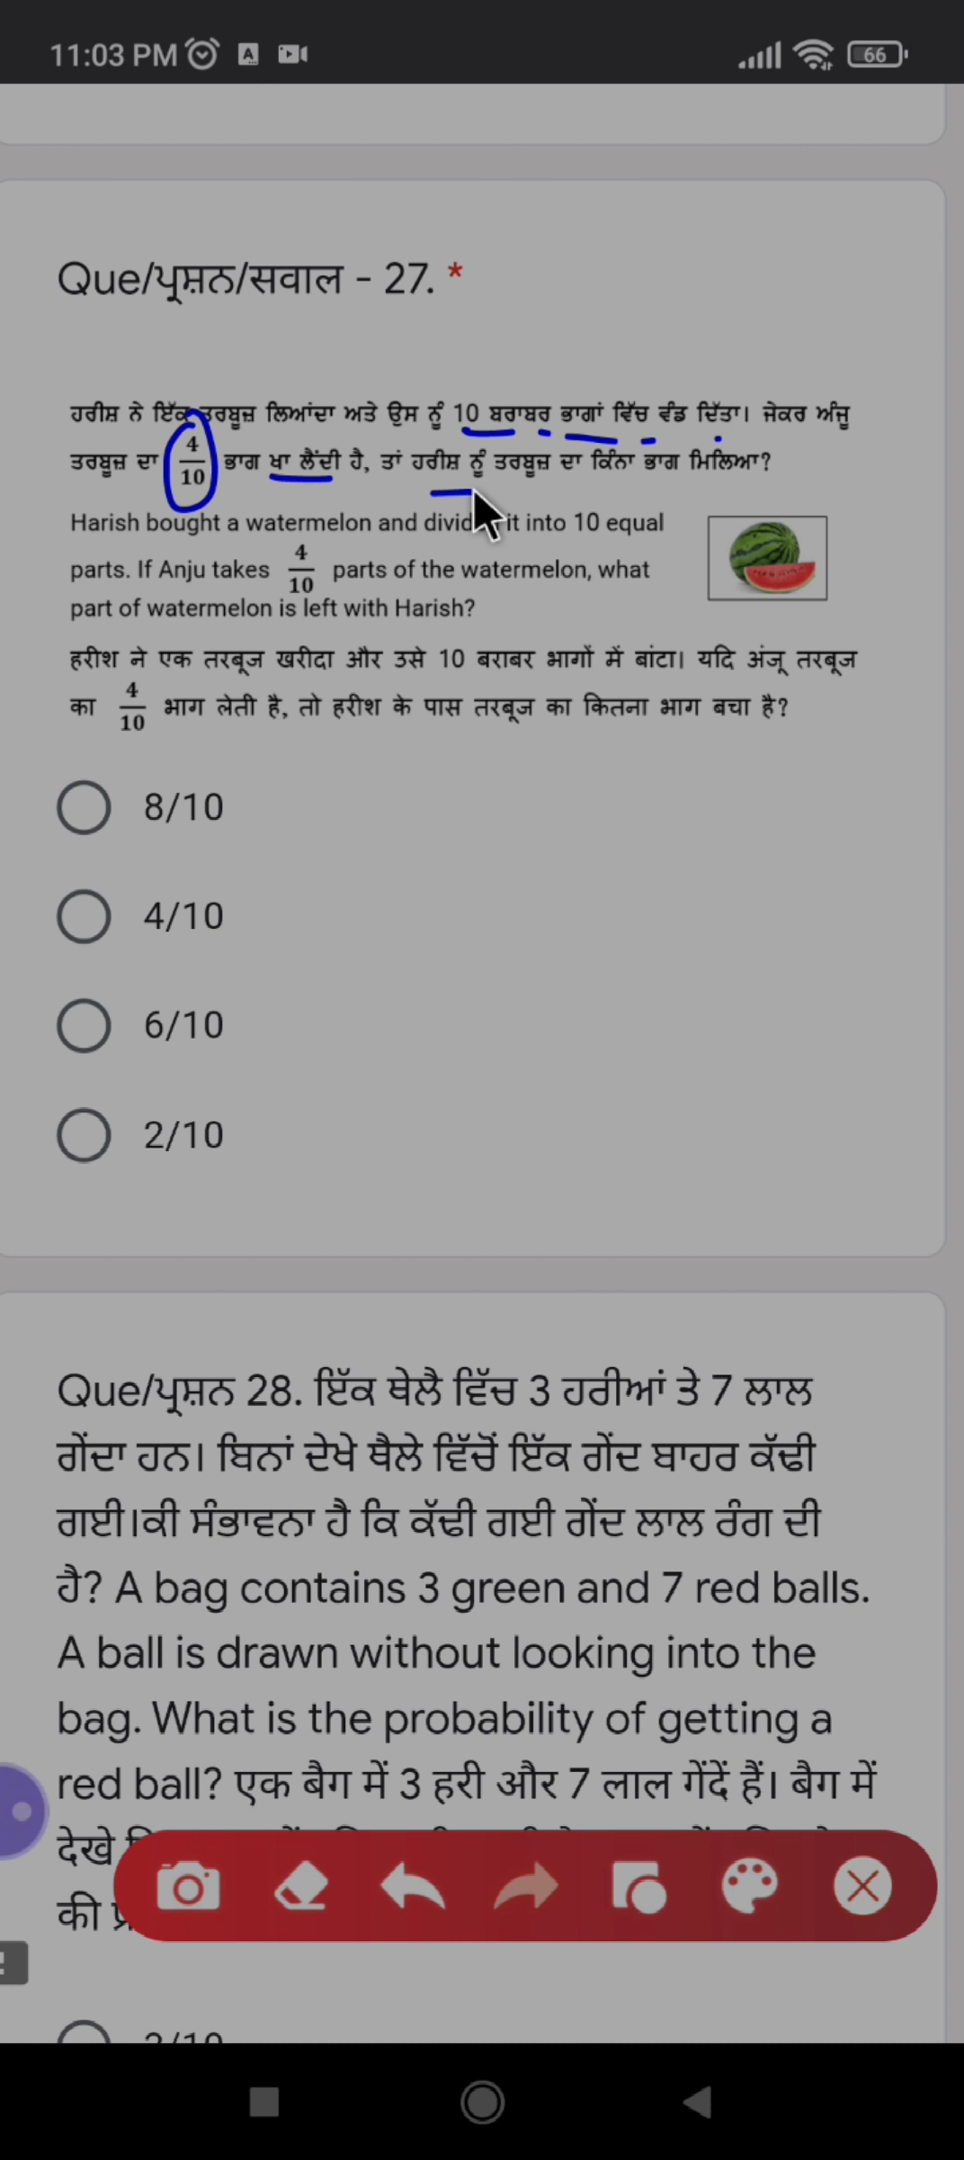 11:03 PM
66
Que/ਪ੍ਰਸ਼ਨ/सवाल - 27. *
ਹਰੀਸ਼ ਨੇ ਇੱਕ ਤਰਬੂਜ਼ ਲਿਆਂਦਾ ਅਤੇ ਉਸ ਨੂੰ 10 ਬਰਾਬਰ ਭਾਗਾਂ ਵਿੱਚ ਵੰਡ ਦਿੱਤਾ। ਜੇਕਰ ਅੰਜੂ
ਤਰਬੂਜ਼ ਦਾ 4/10 ਭਾਗ ਖਾ ਲੈਂਦੀ ਹੈ, ਤਾਂ ਹਰੀਸ਼ ਨੂੰ ਤਰਬੂਜ਼ ਦਾ ਕਿੰਨਾ ਭਾਗ ਮਿਲਿਆ?
Harish bought a watermelon and it into 10 equal
parts. If Anju takes 4/10 parts of the watermelon, what
part of watermelon is left with Harish?
हरीश ने एक तरबूज खरीदा और उसे 10 बराबर भागों में बांटा। यदि अंजू तरबूज
का 4/10 भाग लेती है, तो हरीश के पास तरबूज का कितना भाग बचा है?
8/10
4/10
6/10
2/10
Que/ਪ੍ਰਸ਼ਨ 28. ਇੱਕ ਥੇਲੈ ਵਿੱਚ 3 ਹਰੀਆਂ ਤੇ 7 ਲਾਲ
ਗੇਂਦਾ ਹਨ। ਬਿਨਾਂ ਦੇਖੇ ਥੈਲੇ ਵਿੱਚੋਂ ਇੱਕ ਗੇਂਦ ਬਾਹਰ ਕੱਢੀ
ਗਈ।ਕੀ ਸੰਭਾਵਨਾ ਹੈ ਕਿ ਕੱਢੀ ਗਈ ਗੇਂਦ ਲਾਲ ਰੰਗ ਦੀ
ਹੈ? A bag contains 3 green and 7 red balls.
A ball is drawn without looking into the
bag. What is the probability of getting a
red ball? एक बैग में 3 हरी और 7 लाल गेंदें हैं। बैग में
देखे
की